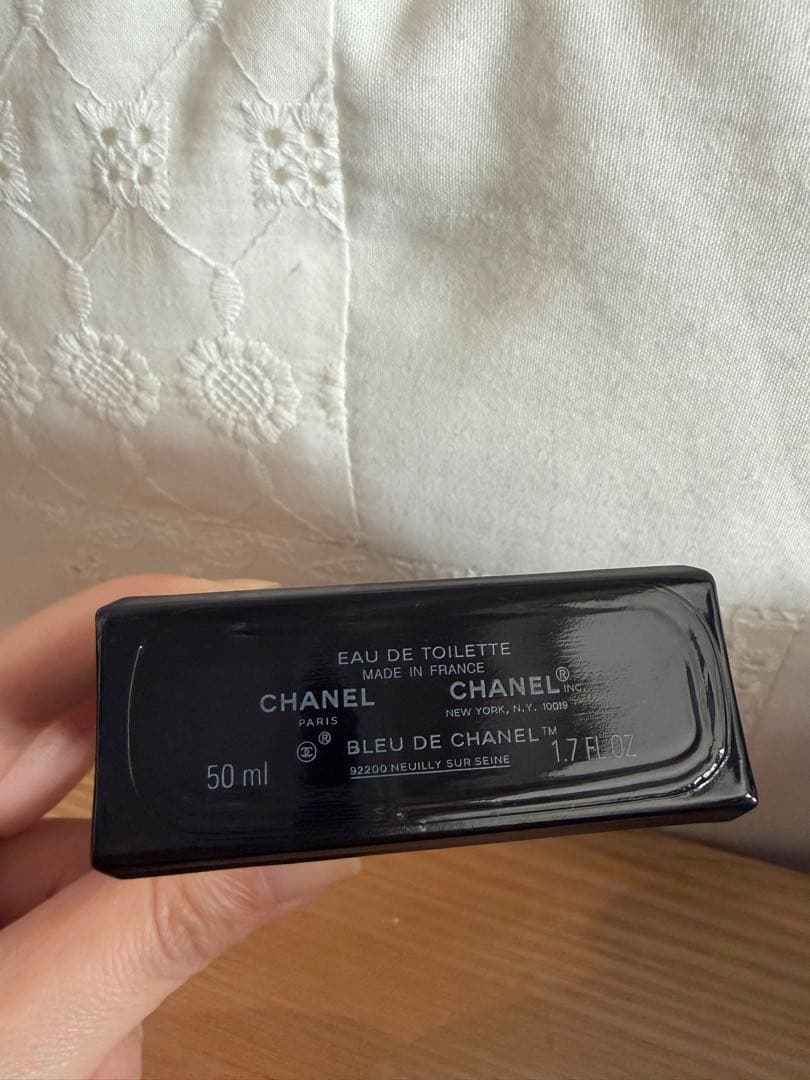 EAU DE TOILETTE
MADE IN FRANCE
CHANEL CHANEL® INC.
PARIS NEW YORK, N.Y. 10019
® BLEU DE CHANEL™
50 ml 92200 NEUILLY SUR SEINE 1.7 FL.OZ